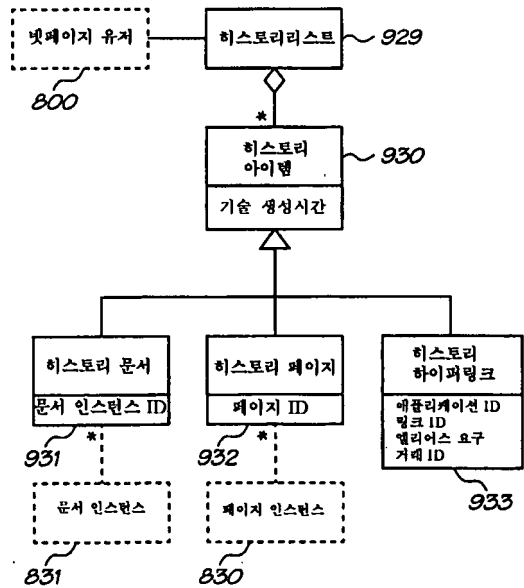 넷페이지 유저
800
히스토리리스트
929
*
히스토리
아이템
930
기술 생성시간
히스토리 문서
문서 인스턴스 ID
931
*
문서 인스턴스
831
히스토리 페이지
페이지 ID
932
*
페이지 인스턴스
830
히스토리
하이퍼링크
애플리케이션 ID
링크 ID
엘리어스 요구
거래 ID
933